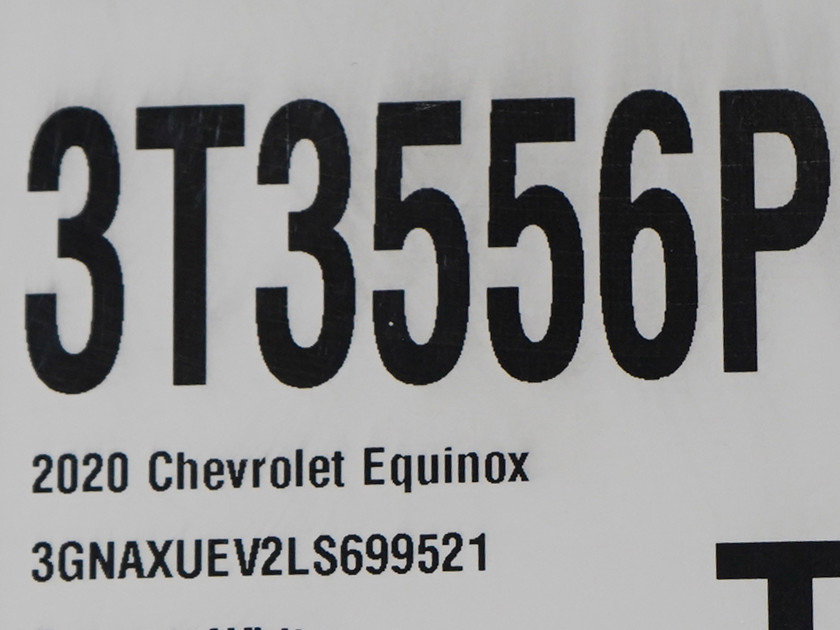 3T3556P
2020 Chevrolet Equinox
3GNAXUEV2LS699521
T